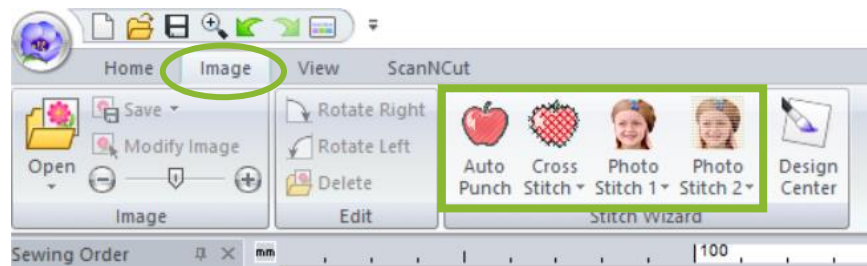 Home Image View ScanNCut
Save Rotate Right
Modify Image Rotate Left
Open Auto Punch Cross Stitch Photo Stitch 1 Photo Stitch 2 Design Center
Delete
Image Edit Stitch Wizard
Sewing Order mm 100